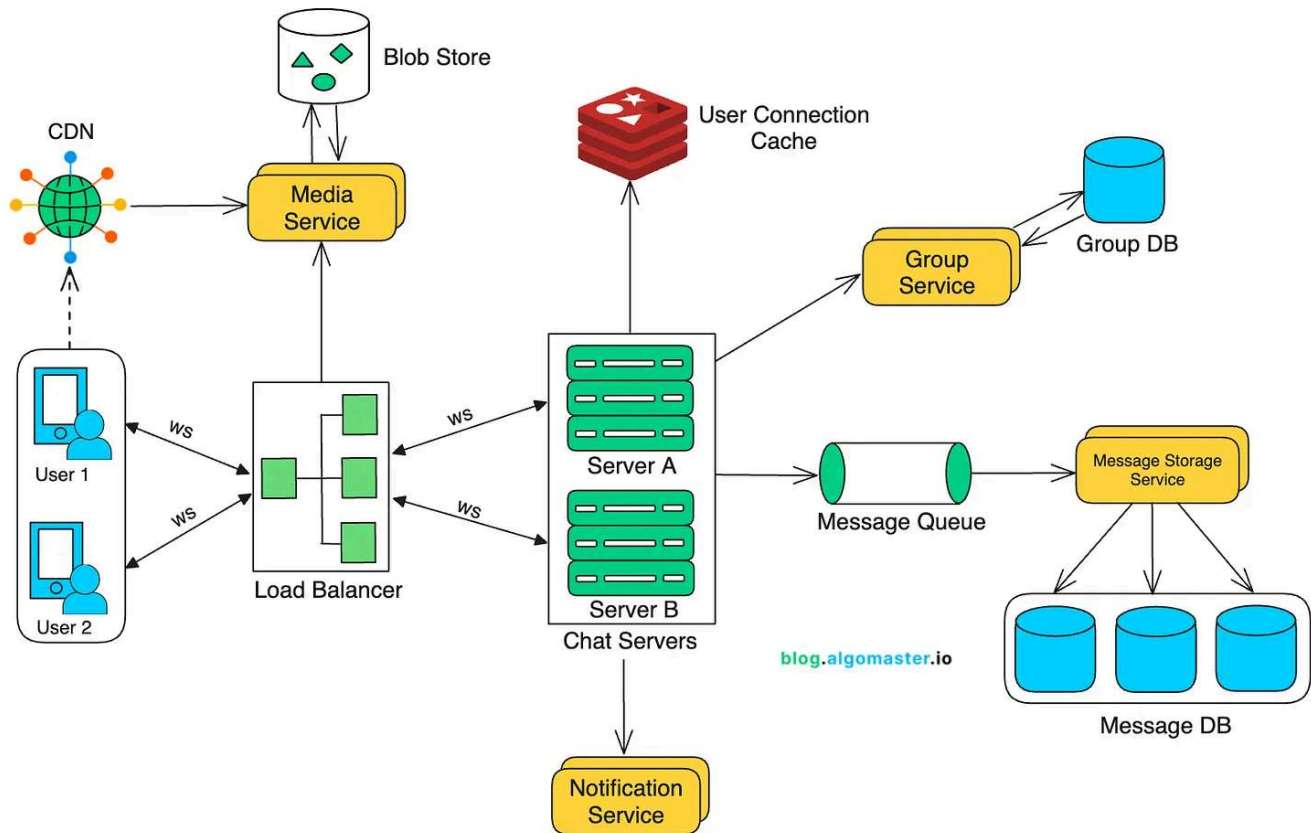 Blob Store
CDN
User Connection
Cache
Media
Service
Group DB
Group
Service
ws
ws
User 1
Server A
Message Storage
Service
Message Queue
ws
ws
User 2
Load Balancer
Server B
Chat Servers
blog.algomaster.io
Message DB
Notification
Service